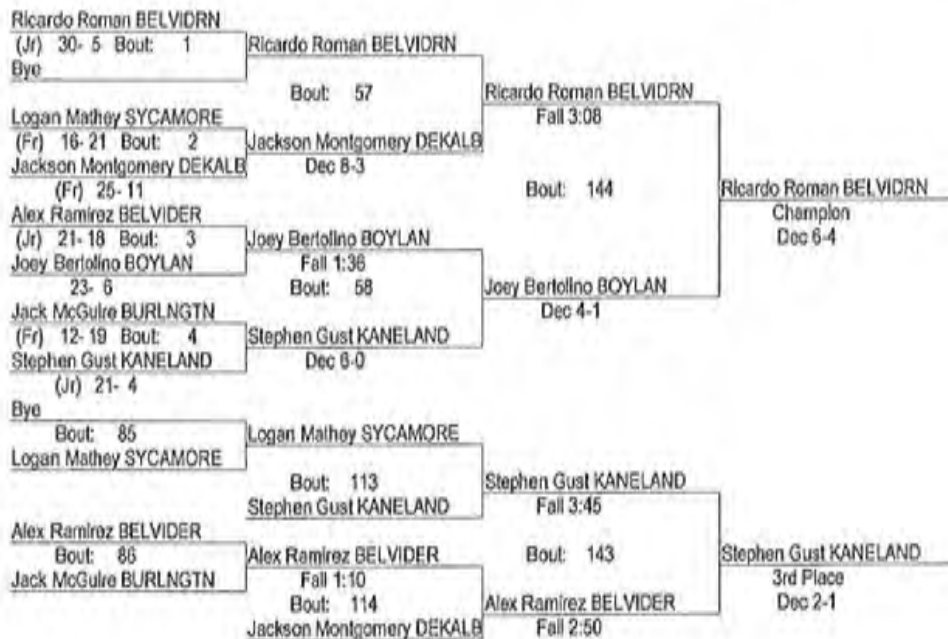 Ricardo Roman BELVIDRN
(Jr) 30- 5 Bout: 1
Bye
Ricardo Roman BELVIDRN
Bout: 57
Logan Mathey SYCAMORE
(Fr) 16- 21 Bout: 2
Jackson Montgomery DEKALB
(Fr) 25- 11
Jackson Montgomery DEKALB
Dec 8-3
Ricardo Roman BELVIDRN
Fall 3:08
Bout: 144
Alex Ramirez BELVIDER
(Jr) 21- 18 Bout: 3
Joey Bertolino BOYLAN
23- 6
Joey Bertolino BOYLAN
Fall 1:36
Bout: 58
Jack McGuire BURLNGTN
(Fr) 12- 19 Bout: 4
Stephen Gust KANELAND
(Jr) 21- 4
Stephen Gust KANELAND
Dec 6-0
Joey Bertolino BOYLAN
Dec 4-1
Ricardo Roman BELVIDRN
Champion
Dec 6-4
Bye
Bout: 85
Logan Mathey SYCAMORE
Logan Mathey SYCAMORE
Bout: 113
Stephen Gust KANELAND
Stephen Gust KANELAND
Fall 3:45
Bout: 143
Alex Ramirez BELVIDER
Bout: 86
Jack McGuire BURLNGTN
Alex Ramirez BELVIDER
Fall 1:10
Bout: 114
Jackson Montgomery DEKALB
Alex Ramirez BELVIDER
Fall 2:50
Stephen Gust KANELAND
3rd Place
Dec 2-1